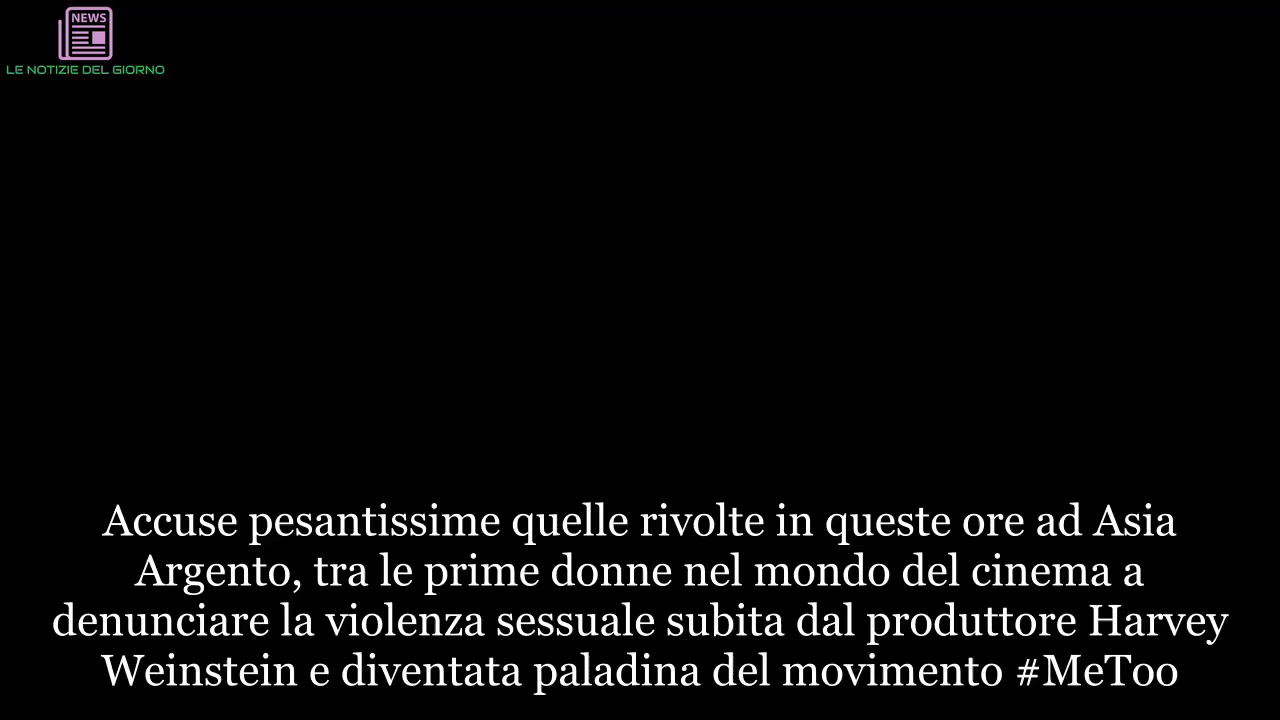 NEWS
LE NOTIZIE DEL GIORNO
Accuse pesantissime quelle rivolte in queste ore ad Asia
Argento, tra le prime donne nel mondo del cinema a
denunciare la violenza sessuale subita dal produttore Harvey
Weinstein e diventata paladina del movimento #MeToo